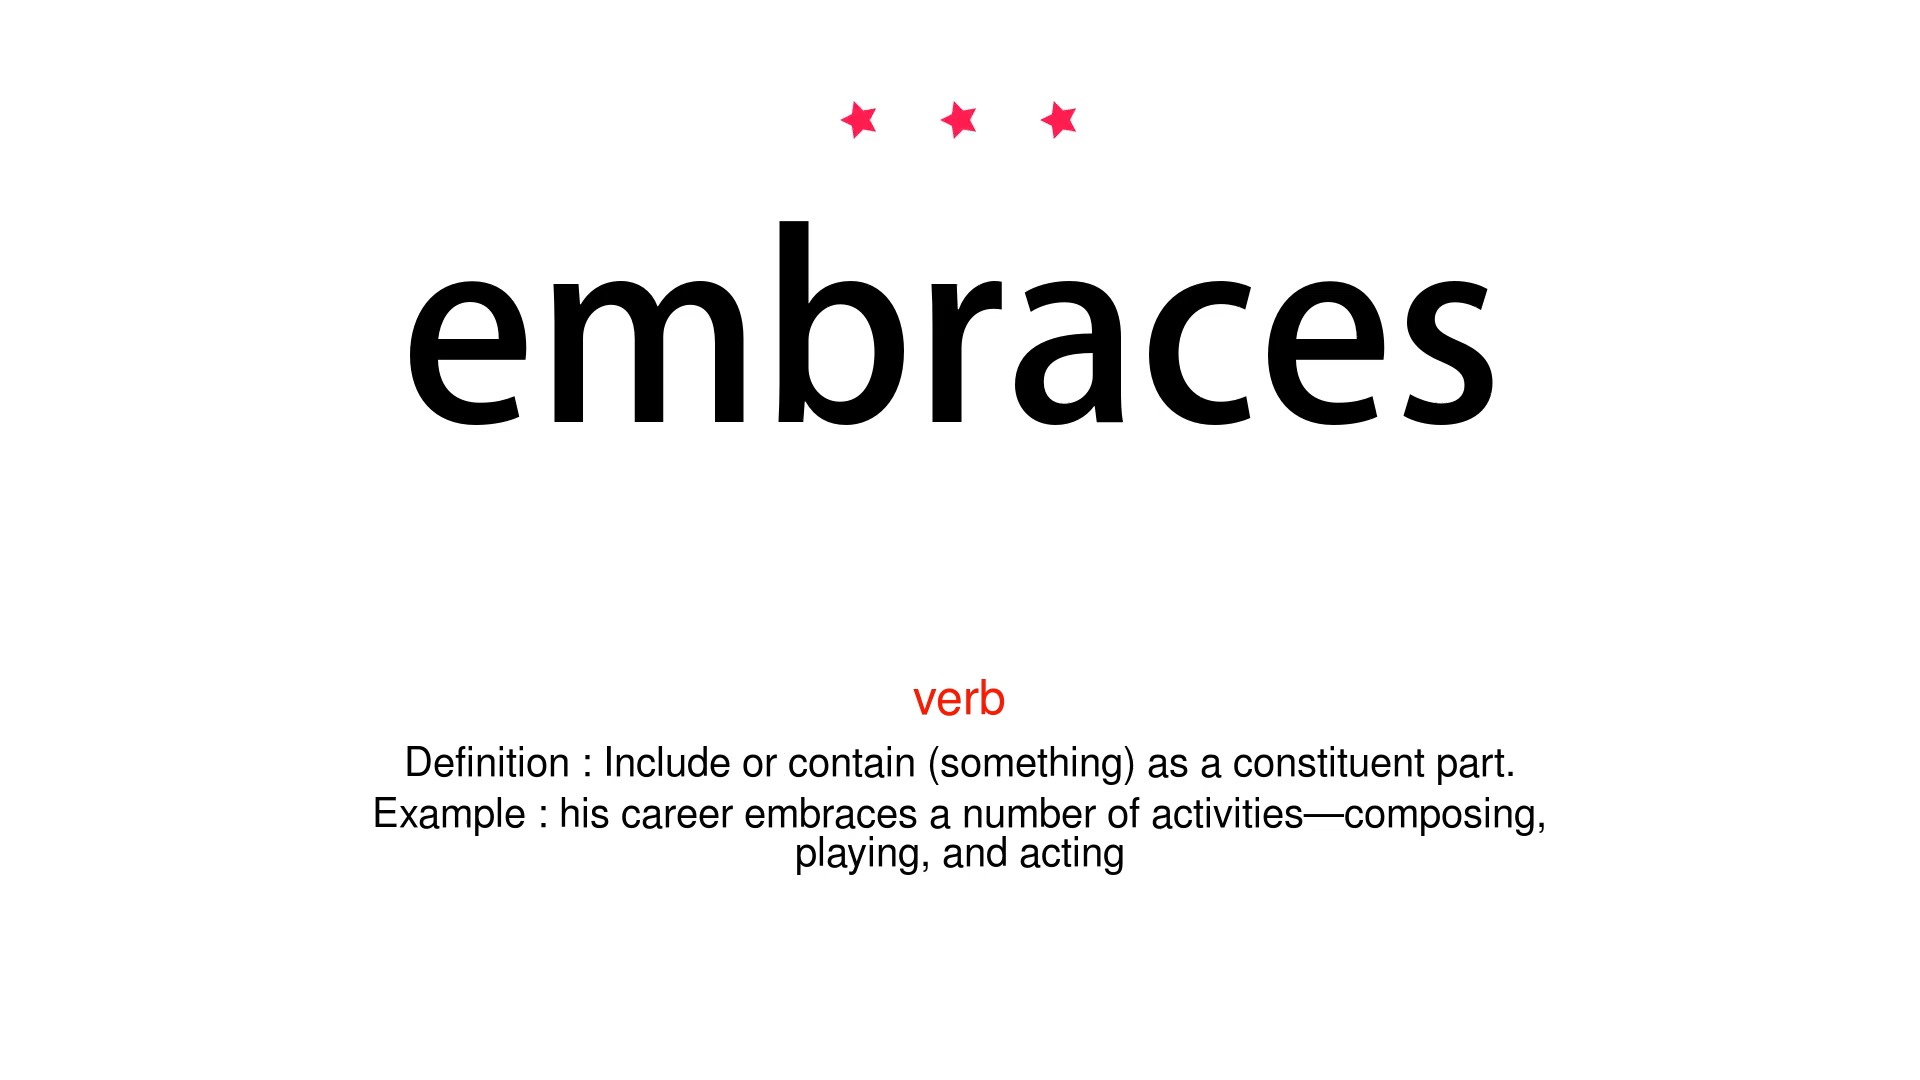 embraces
verb
Definition : Include or contain (something) as a constituent part.
Example : his career embraces a number of activities—composing,
playing, and acting